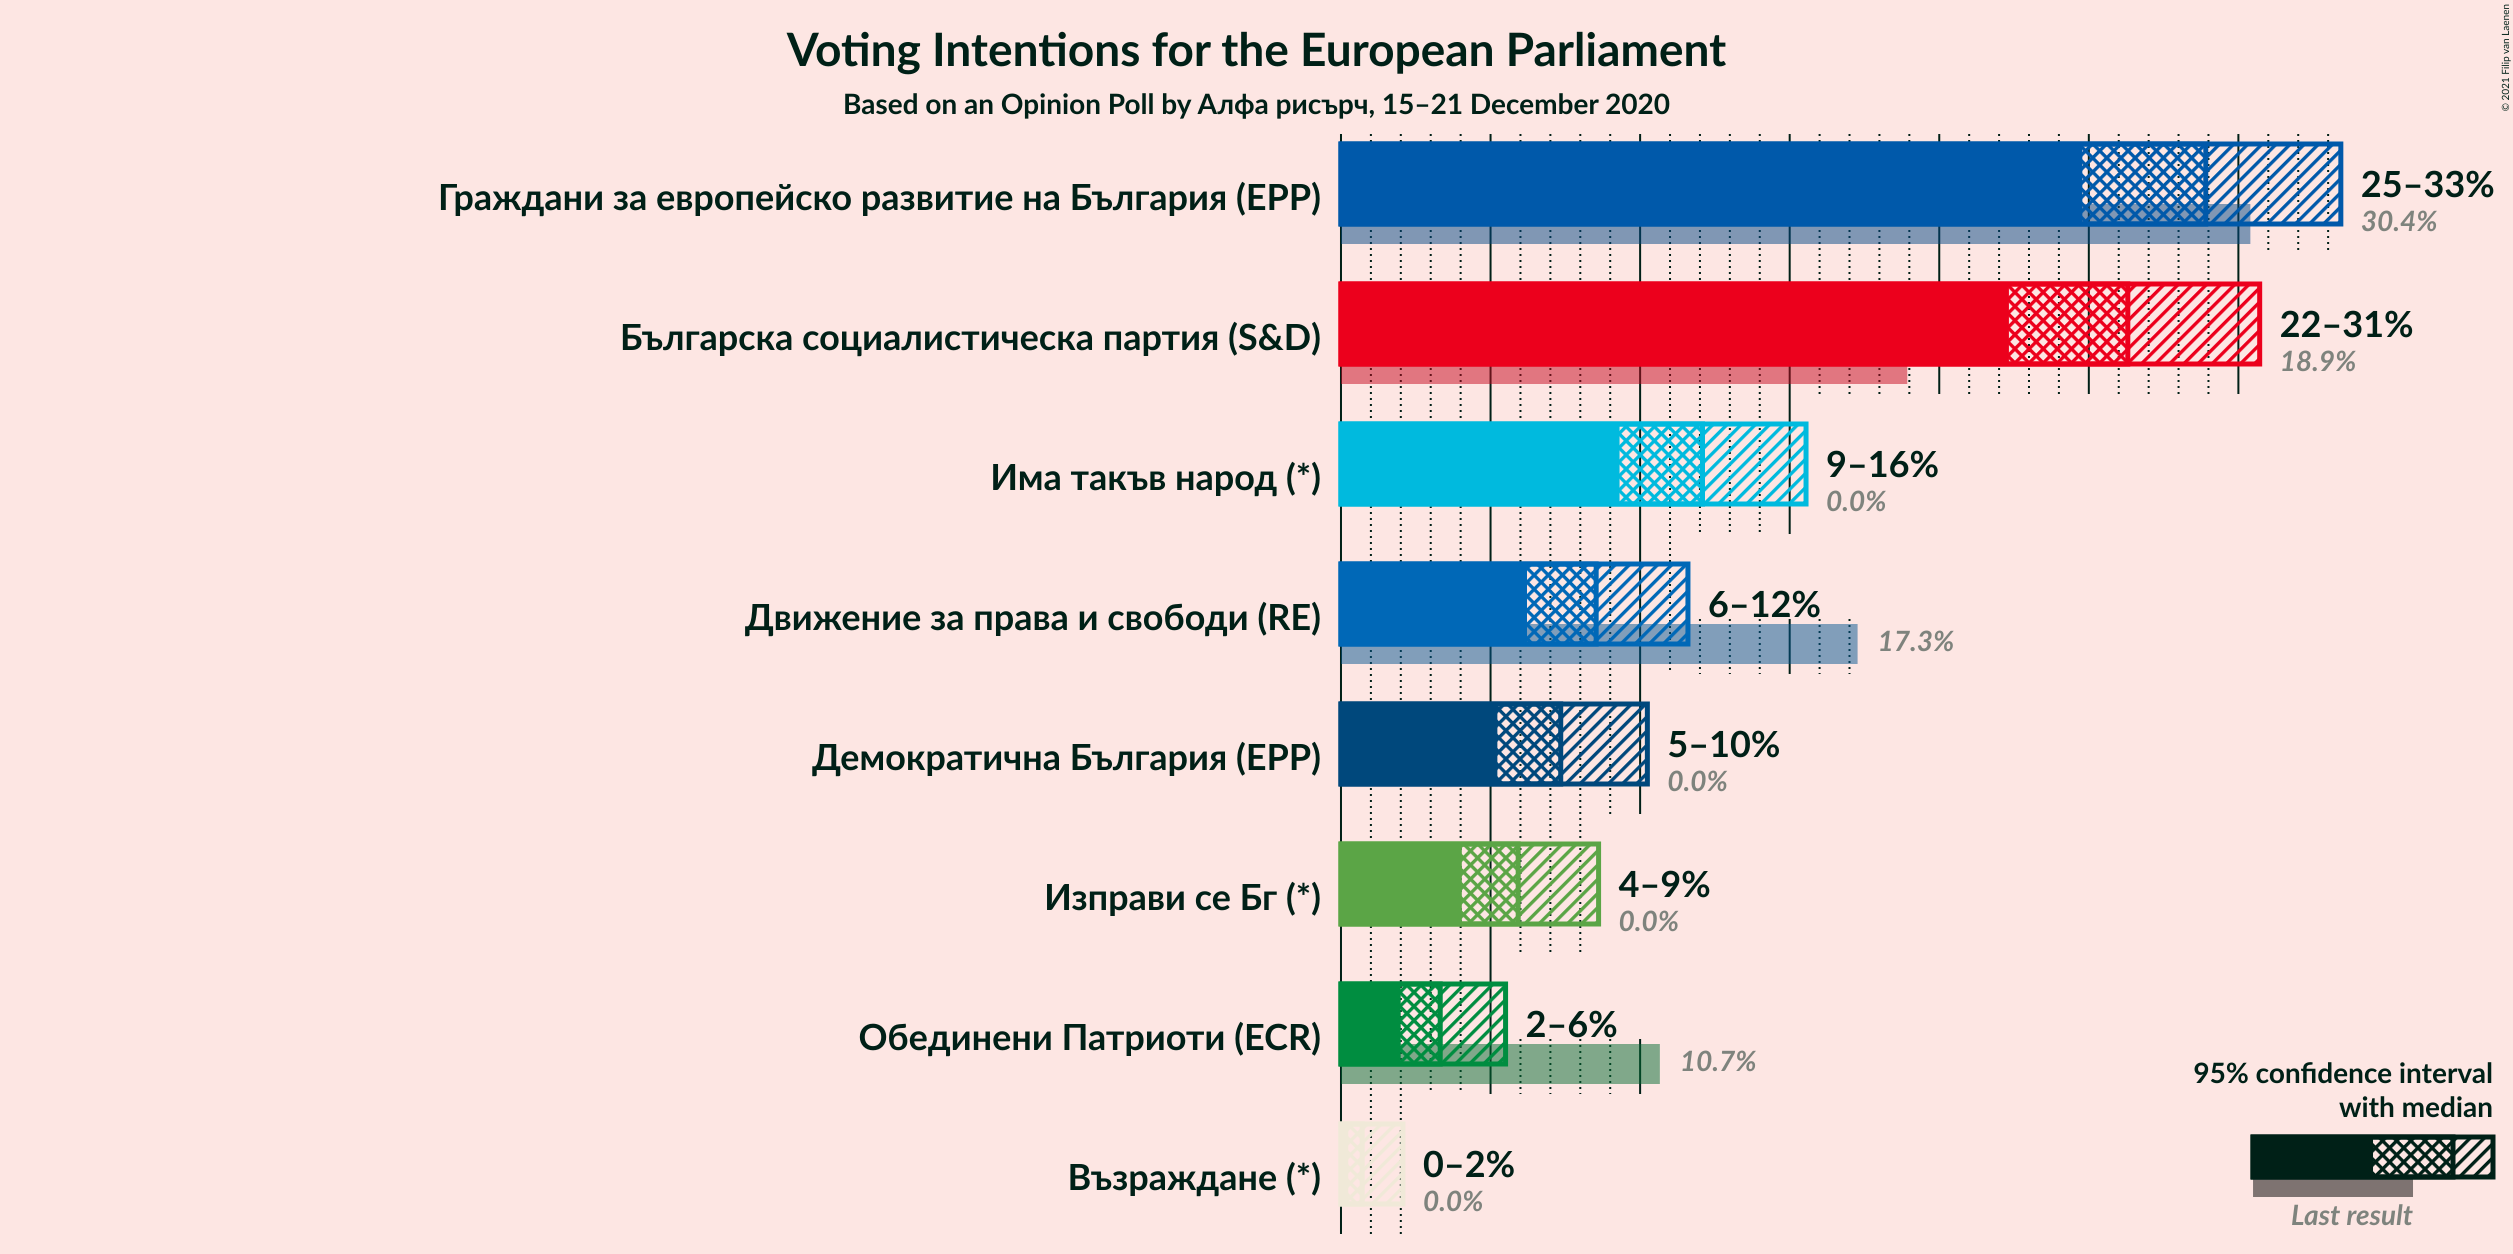 Voting Intentions for the European Parliament
Based on an Opinion Poll by Алфа рисърч, 15–21 December 2020
© 2021 Filip van Laenen
Граждани за европейско развитие на България (EPP)
25–33%
30.4%
Българска социалистическа партия (S&D)
22–31%
18.9%
Има такъв народ (*)
9–16%
0.0%
Движение за права и свободи (RE)
6–12%
17.3%
Демократична България (EPP)
5–10%
0.0%
Изправи се Бг (*)
4–9%
0.0%
Обединени Патриоти (ECR)
2–6%
10.7%
Възраждане (*)
0–2%
0.0%
95% confidence interval
with median
Last result